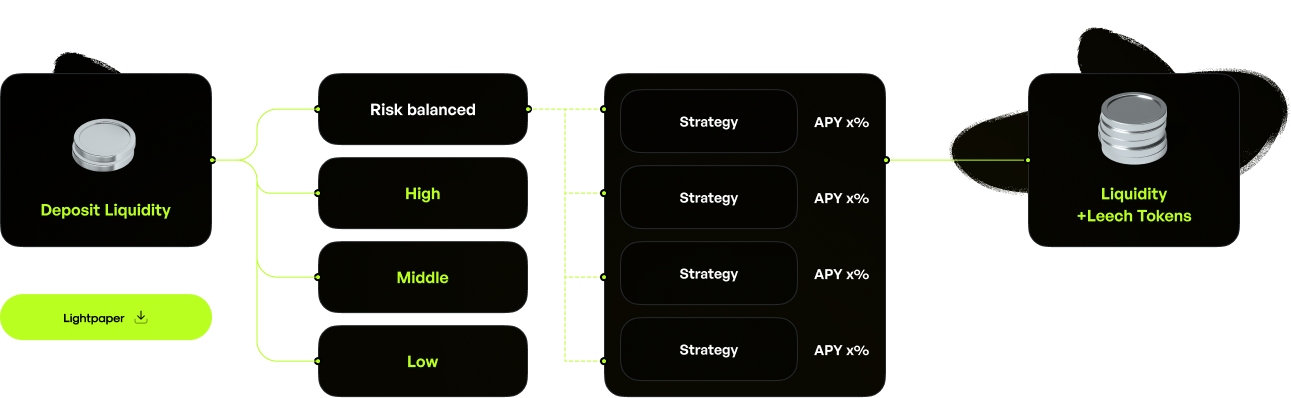 Deposit Liquidity
Lightpaper
Risk balanced
High
Middle
Low
Strategy APY x%
Strategy APY x%
Strategy APY x%
Strategy APY x%
Liquidity
+Leech Tokens